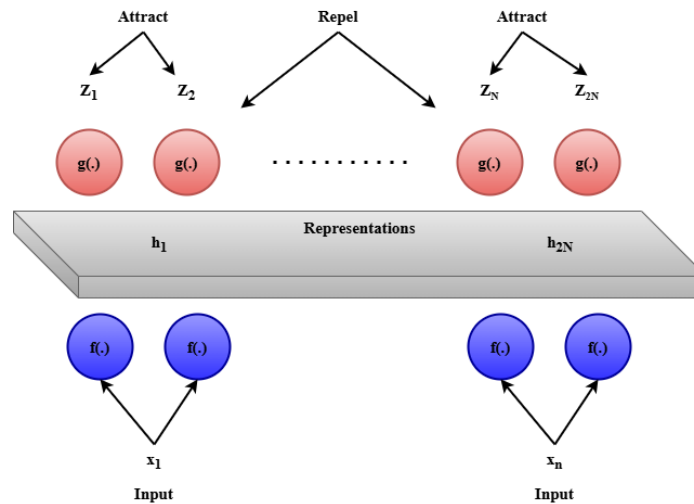 Attract Repel Attract
Z1 Z2 ZN Z2N
g(.) g(.) . . . . . . . . . . . g(.) g(.)
Representations
h1 h2N
f(.) f(.) f(.) f(.)
x1 xn
Input Input